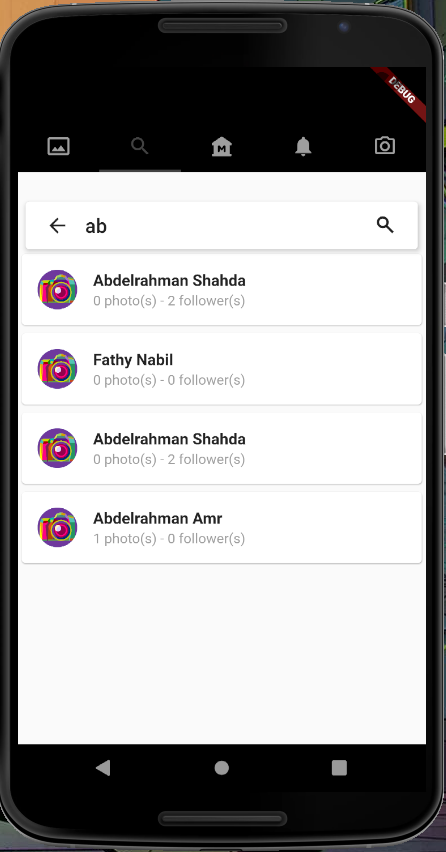 DEBUG
M
ab
Abdelrahman Shahda
0 photo(s) - 2 follower(s)
Fathy Nabil
0 photo(s) - 0 follower(s)
Abdelrahman Shahda
0 photo(s) - 2 follower(s)
Abdelrahman Amr
1 photo(s) - 0 follower(s)